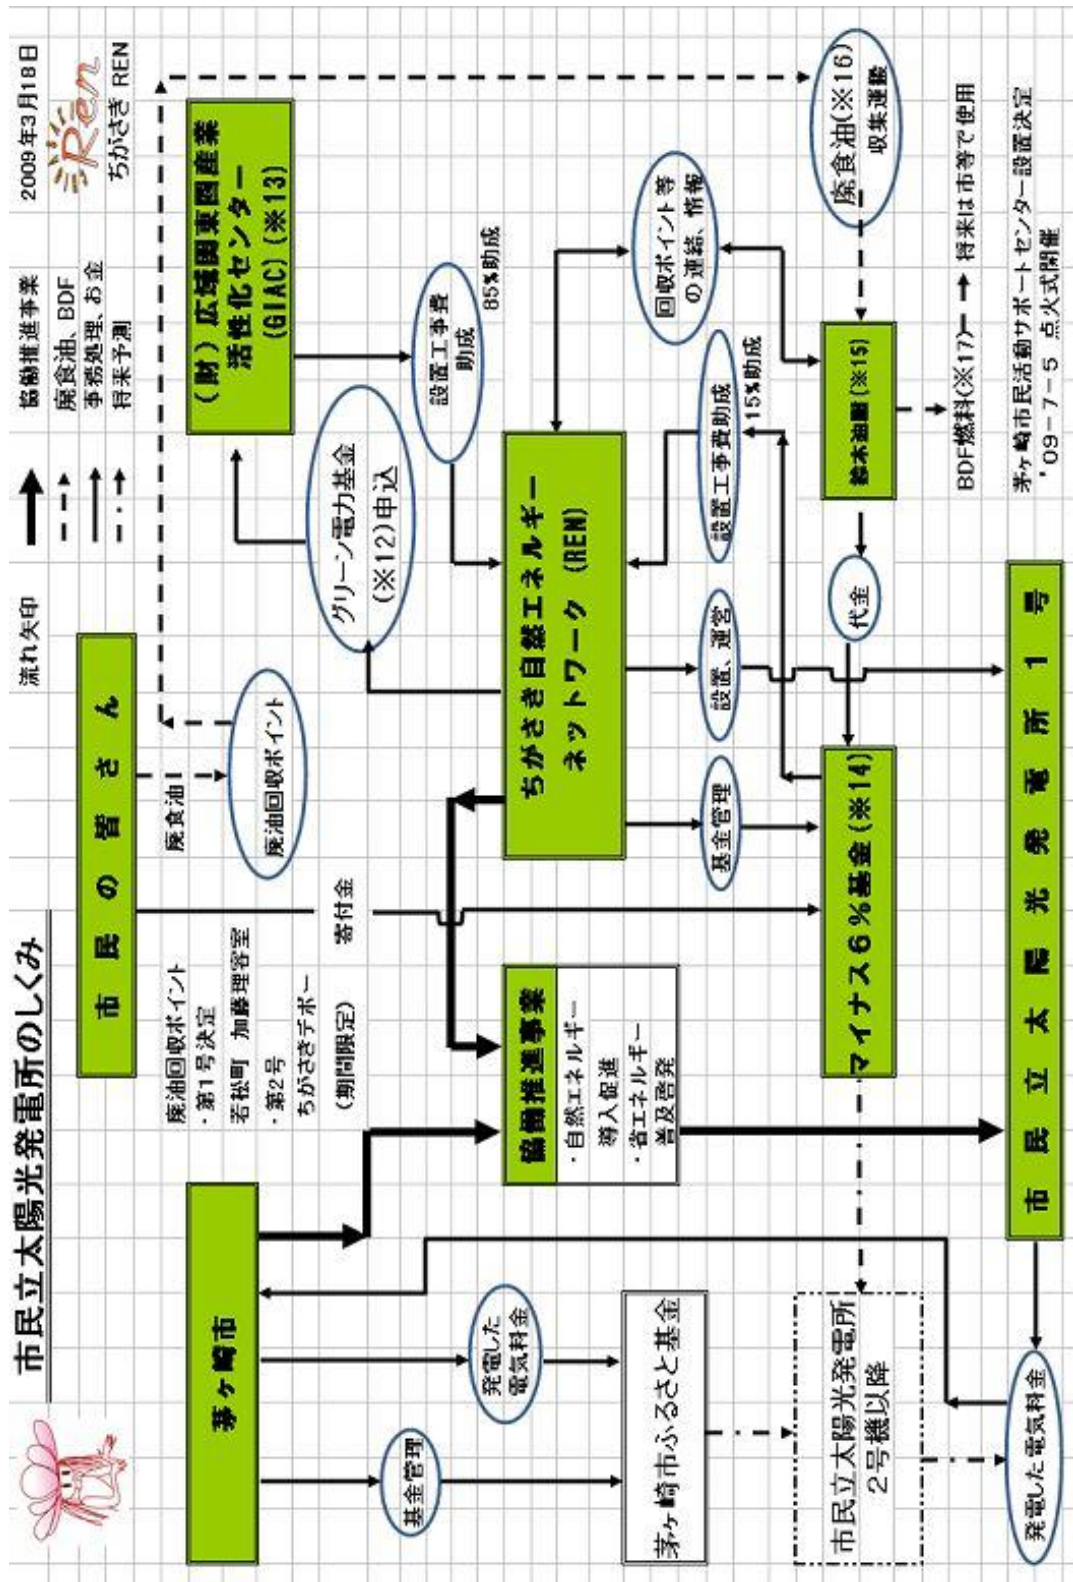 市民立太陽光発電所のしくみ
2009年3月18日
Ren
ちがさき REN
流れ矢印
協働推進事業
廃食油、BDF
事務処理、お金
将来予測
市民の皆さん
茅ヶ崎市
(財)広域関東圏産業
活性化センター
(GIAC)(※13)
廃食油
廃油回収ポイント
廃油回収ポイント
・第1号決定
若松町 加藤理容室
・第2号
ちがさきデポー
(期間限定)
寄付金
グリーン電力基金
(※12)申込
設置工事費
助成
85%助成
基金管理
発電した
電気料金
協働推進事業
・自然エネルギー
導入促進
・省エネルギー
普及啓発
ちがさき自然エネルギー
ネットワーク (REN)
回収ポイント等
の連絡、情報
廃食油(※16)
収集運搬
茅ヶ崎市ふるさと基金
基金管理
設置、運営
設置工事費助成
15%助成
市民立太陽光発電所
2号機以降
マイナス6%基金(※14)
代金
鈴木油脂(※15)
BDF燃料(※17)
将来は市等で使用
発電した電気料金
市民立太陽光発電所1号
茅ヶ崎市民活動サポートセンター設置決定
'09-7-5 点火式開催